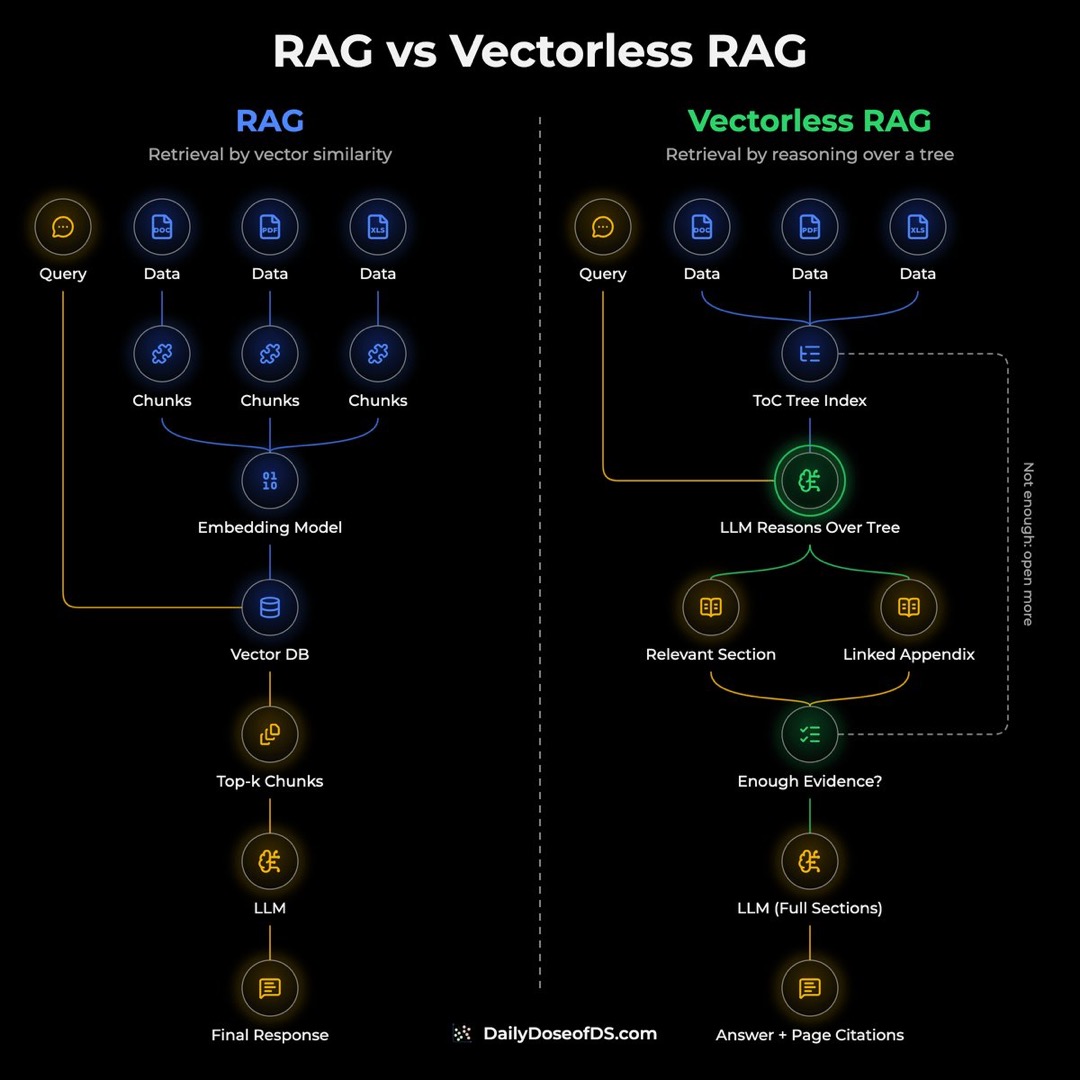 RAG vs Vectorless RAG
RAG
Retrieval by vector similarity
Query
Data
Data
Data
DOC
PDF
XLS
Chunks
Chunks
Chunks
01
10
Embedding Model
Vector DB
Top-k Chunks
LLM
Final Response
Vectorless RAG
Retrieval by reasoning over a tree
Query
Data
Data
Data
DOC
PDF
XLS
ToC Tree Index
LLM Reasons Over Tree
Relevant Section
Linked Appendix
Not enough: open more
Enough Evidence?
LLM (Full Sections)
Answer + Page Citations
DailyDoseofDS.com